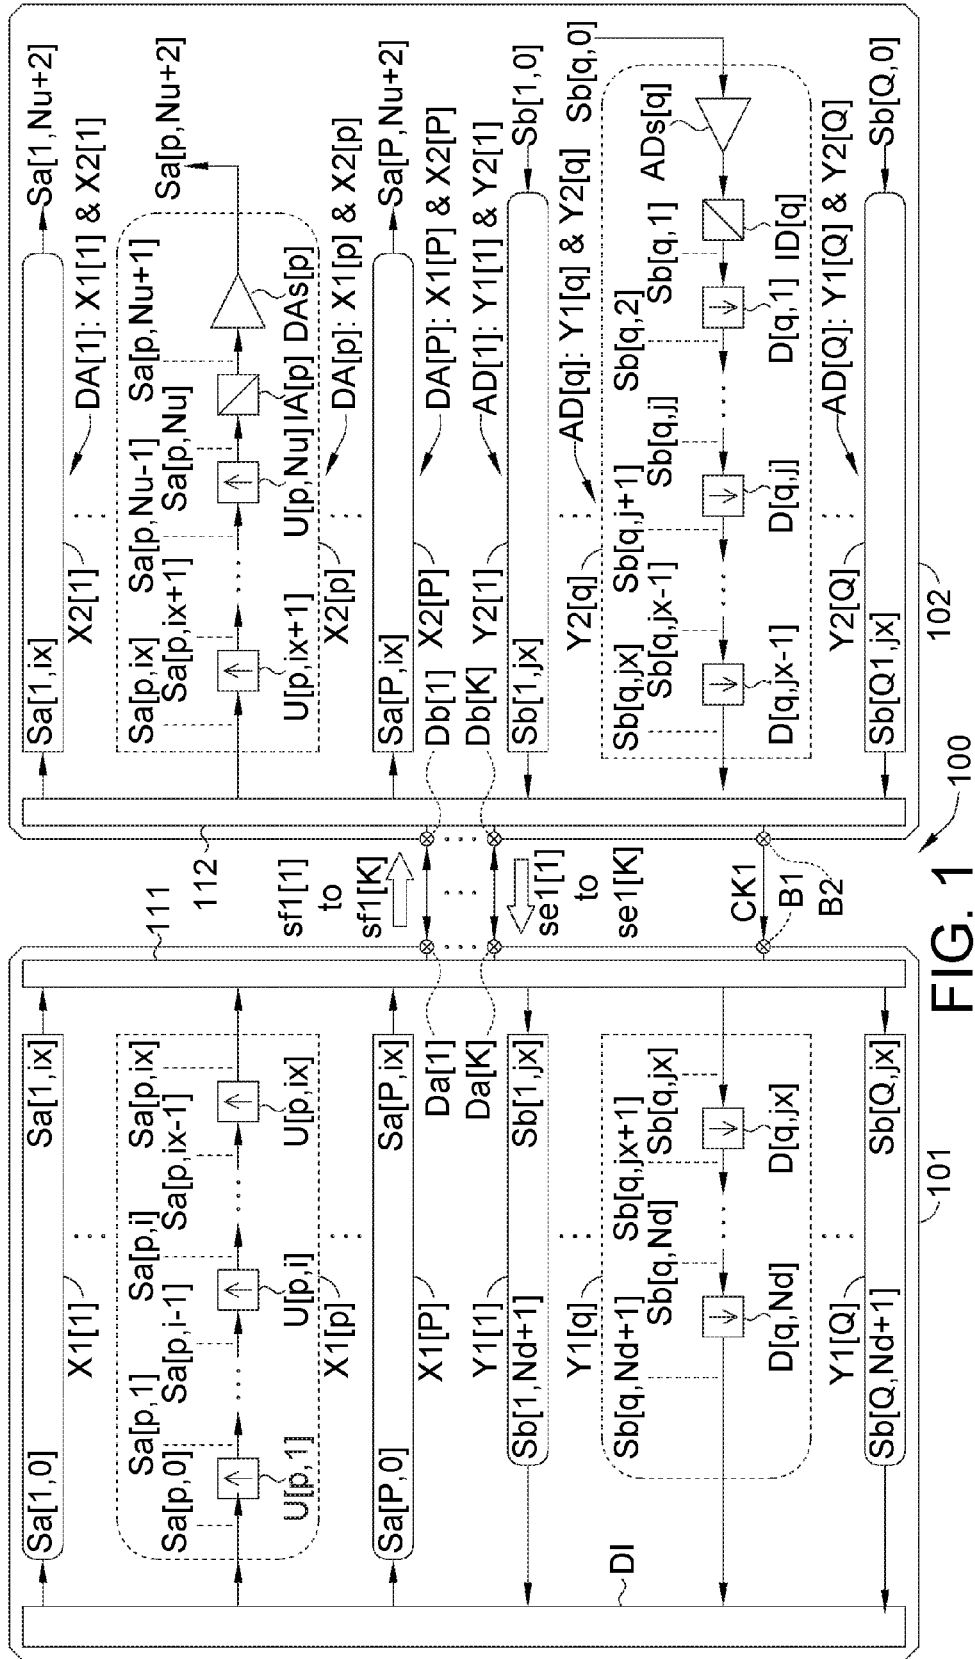 Sa[1,0]
Sa[1,ix]
Sa[1,ix]
Sa[1,Nu+2]
X1[1]
X2[1]
DA[1]: X1[1] & X2[1]
Sa[p,0]
Sa[p,1]
Sa[p,i-1]
Sa[p,i]
Sa[p,ix-1]
Sa[p,ix]
U[p,1]
U[p,i]
U[p,ix]
X1[p]
Sa[p,ix]
Sa[p,ix+1]
Sa[p,Nu-1]
Sa[p,Nu]
Sa[p,Nu+1]
Sa[p,Nu+2]
U[p,ix+1]
U[p,Nu]
IA[p]
DAs[p]
X2[p]
DA[p]: X1[p] & X2[p]
Sa[P,0]
Sa[P,ix]
Sa[P,ix]
Sa[P,Nu+2]
X1[P]
X2[P]
DA[P]: X1[P] & X2[P]
111
112
sf1[1]
to
sf1[K]
Da[1]
Da[K]
Db[1]
Db[K]
se1[1]
to
se1[K]
Y1[1]
Y2[1]
AD[1]: Y1[1] & Y2[1]
Sb[1,Nd+1]
Sb[1,jx]
Sb[1,jx]
Sb[1,0]
Y1[q]
Y2[q]
AD[q]: Y1[q] & Y2[q]
Sb[q,0]
Sb[q,Nd+1]
Sb[q,Nd]
Sb[q,jx+1]
Sb[q,jx]
D[q,Nd]
D[q,jx]
Sb[q,jx]
Sb[q,jx-1]
Sb[q,j+1]
Sb[q,j]
Sb[q,2]
Sb[q,1]
ADs[q]
D[q,jx-1]
D[q,j]
D[q,1]
ID[q]
CK1
B1
B2
Y1[Q]
Y2[Q]
AD[Q]: Y1[Q] & Y2[Q]
Sb[Q,Nd+1]
Sb[Q,jx]
Sb[Q1,jx]
Sb[Q,0]
DI
101
102
100
FIG. 1